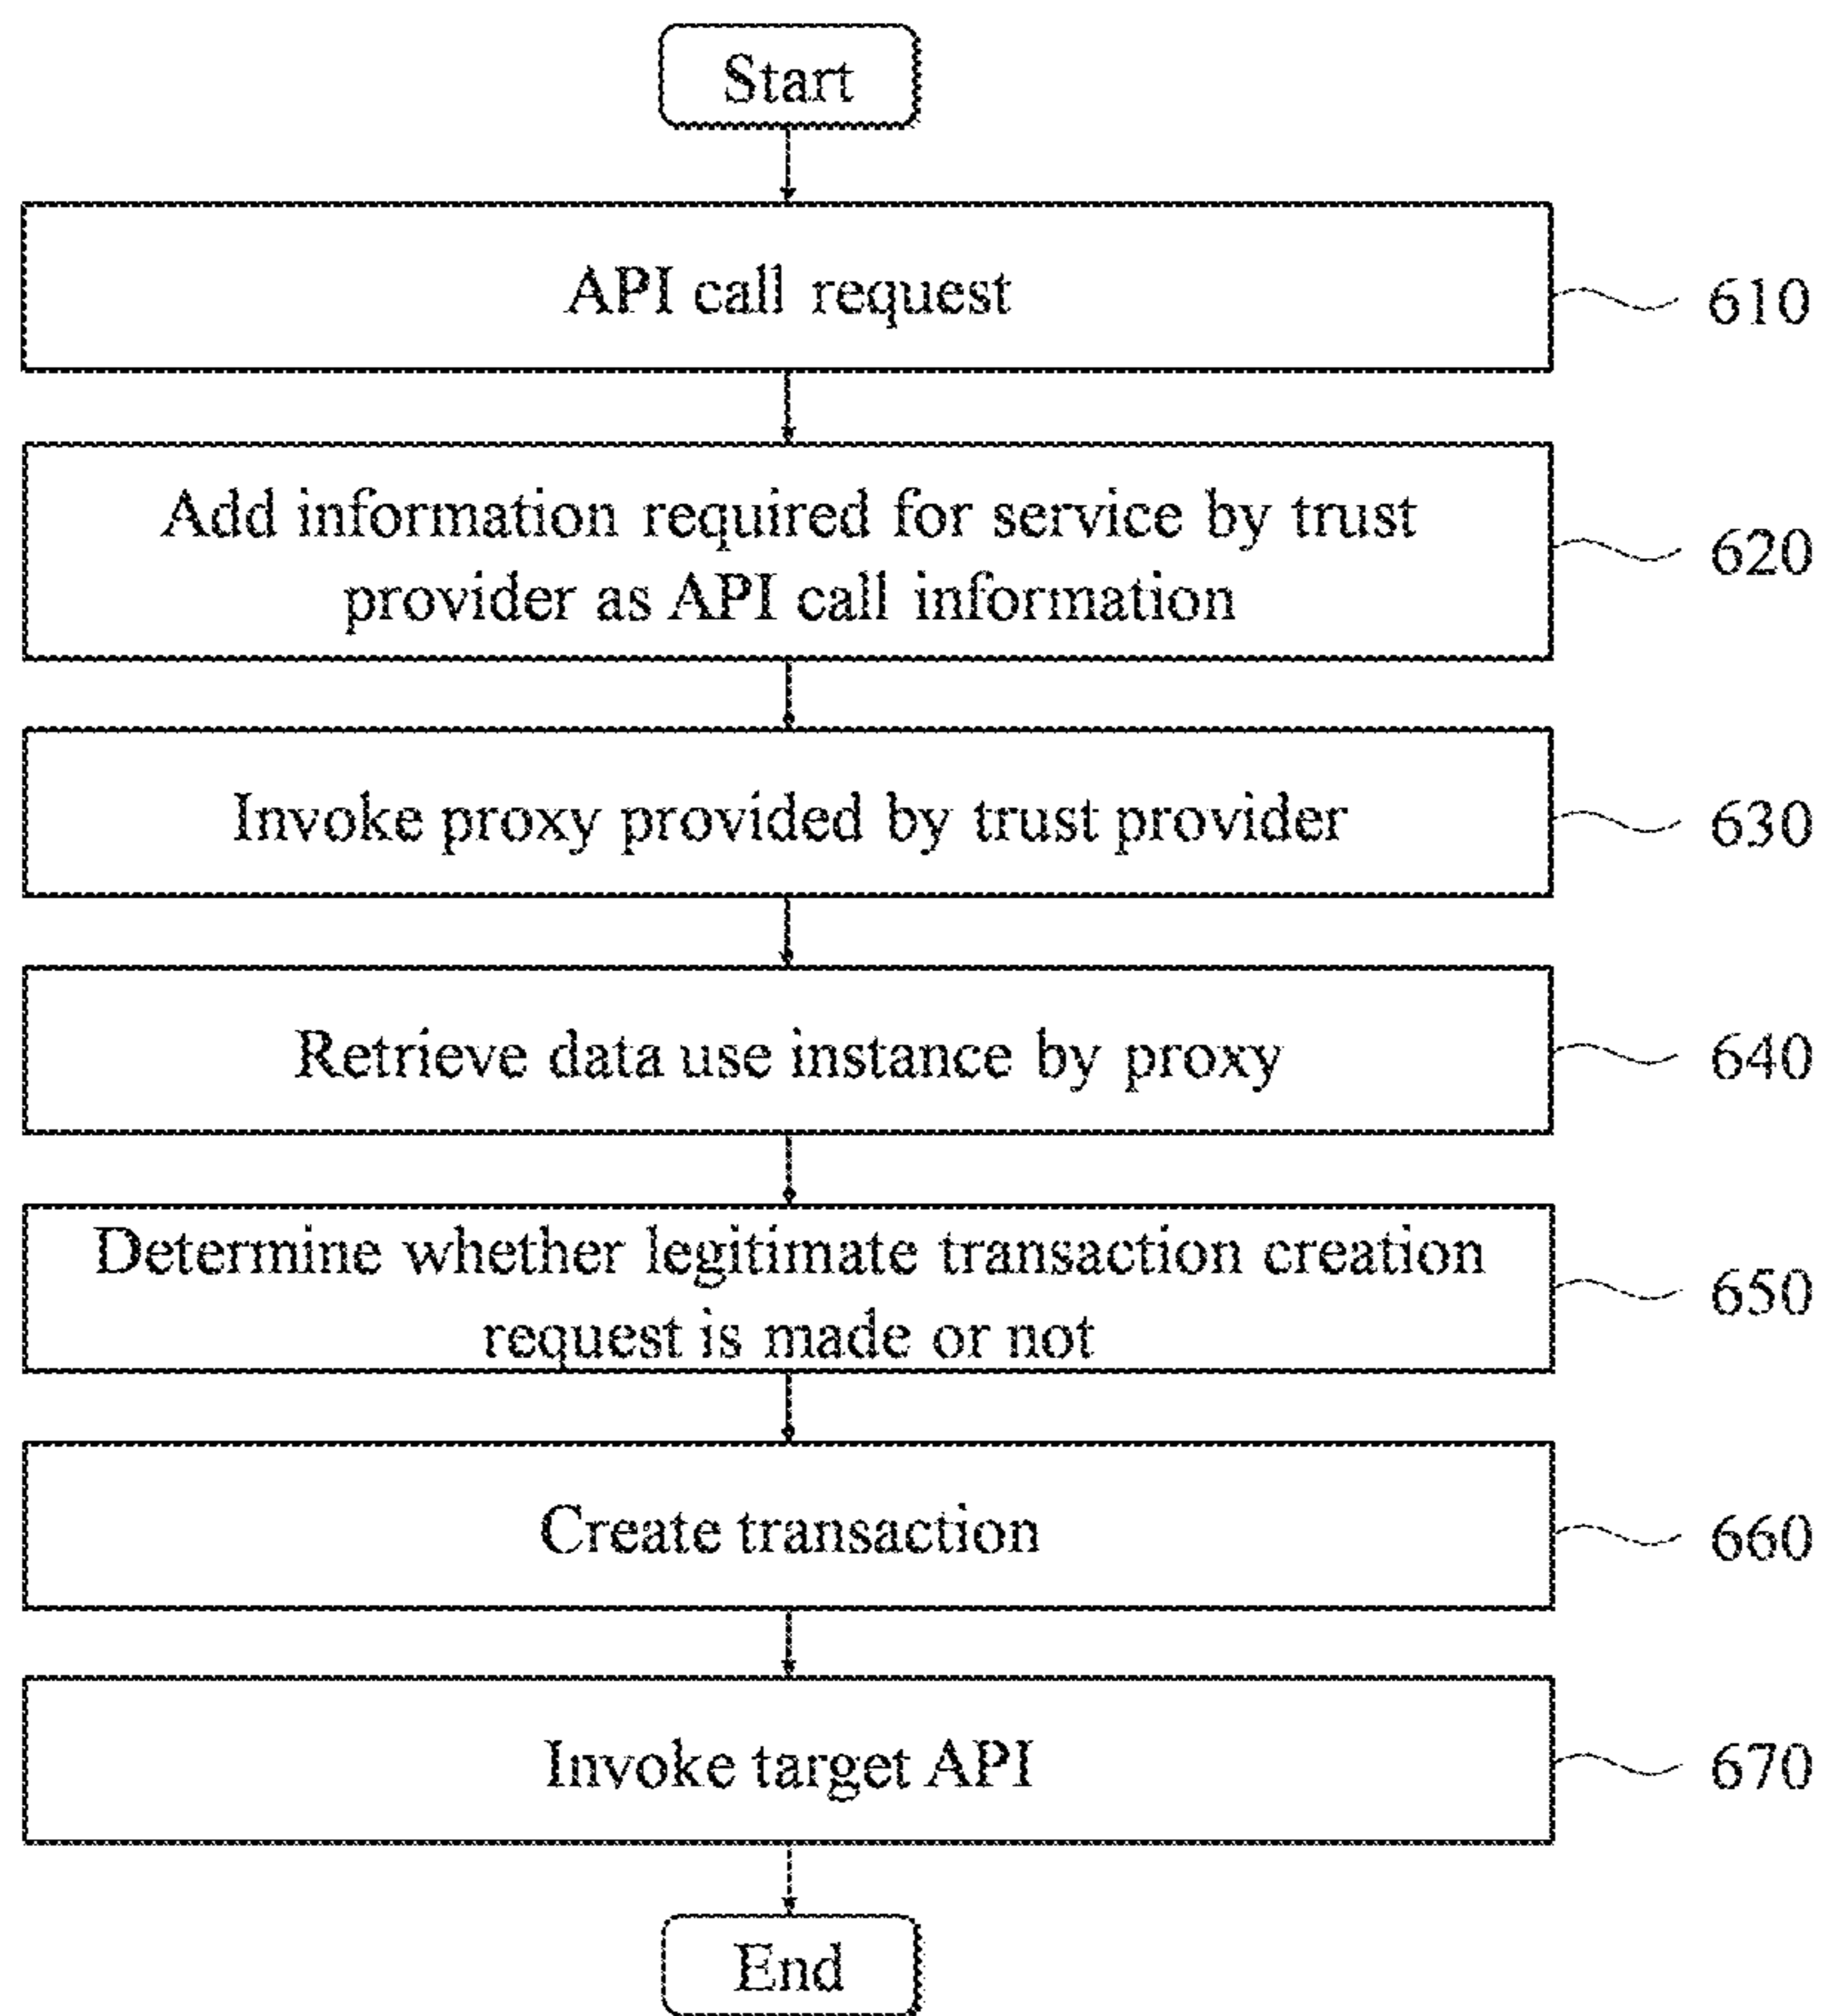 Start
API call request
610
Add information required for service by trust
provider as API call information
620
Invoke proxy provided by trust provider
630
Retrieve data use instance by proxy
640
Determine whether legitimate transaction creation
request is made or not
650
Create transaction
660
Invoke target API
670
End